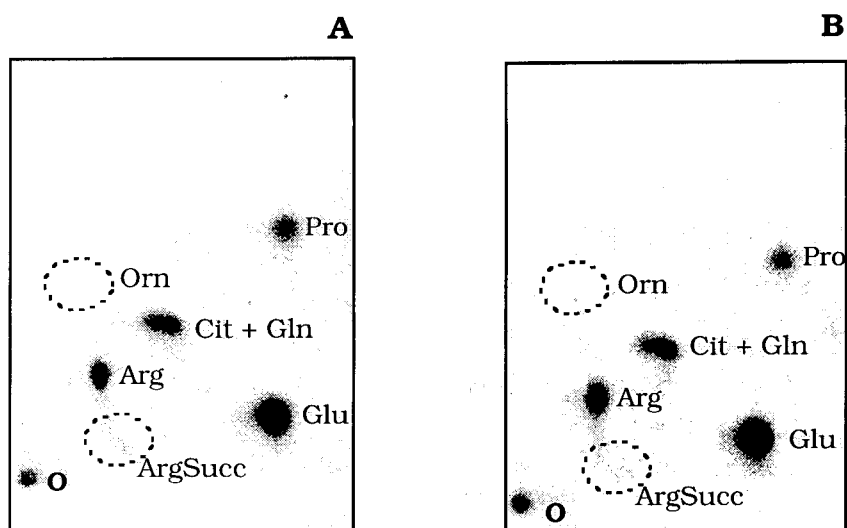 A
Pro
Orn
Cit + Gln
Arg
Glu
ArgSucc
O
B
Pro
Orn
Cit + Gln
Arg
Glu
ArgSucc
O